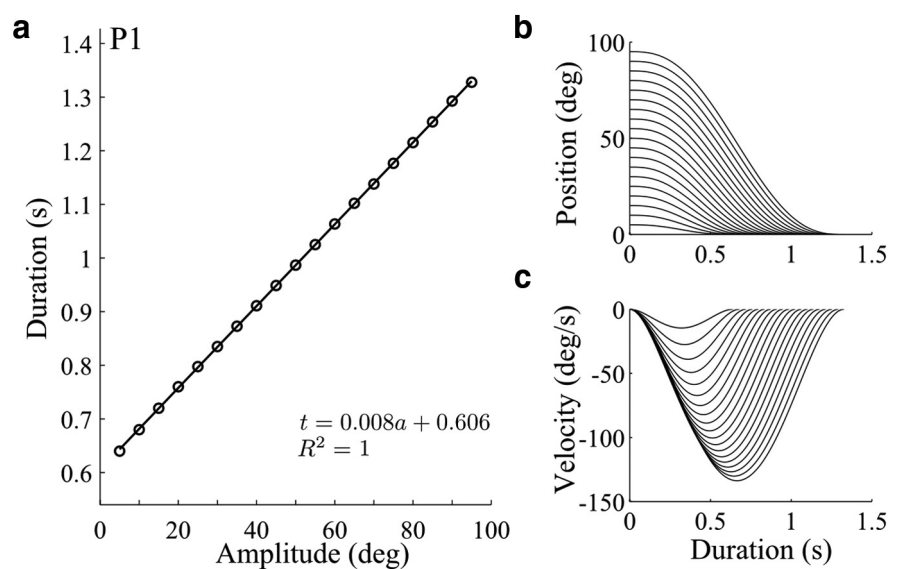 a
P1
1.4
1.3
1.2
1.1
1
0.9
0.8
0.7
0.6
Duration (s)
t = 0.008a + 0.606
R² = 1
0 20 40 60 80 100
Amplitude (deg)
b
100
50
0
Position (deg)
0 0.5 1 1.5
c
0
-50
-100
-150
Velocity (deg/s)
0 0.5 1 1.5
Duration (s)